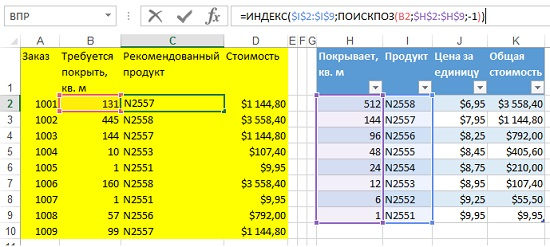 ВПР =ИНДЕКС($I$2:$I$9;ПОИСКПОЗ(B2;$H$2:$H$9;-1))
A B C D E F G H I J K
1 Заказ Требуется покрыть, кв. м Рекомендованный продукт Стоимость Покрывает, кв. м Продукт Цена за единицу Общая стоимость
2 1001 131 N2557 $1 144,80 512 N2558 $6,95 $3 558,40
3 1002 445 N2558 $3 558,40 144 N2557 $7,95 $1 144,80
4 1003 144 N2557 $1 144,80 96 N2556 $8,25 $792,00
5 1004 10 N2553 $107,40 48 N2555 $8,45 $405,60
6 1005 1 N2551 $9,95 24 N2554 $8,75 $210,00
7 1006 160 N2558 $3 558,40 12 N2553 $8,95 $107,40
8 1007 1 N2551 $9,95 6 N2552 $9,25 $55,50
9 1008 57 N2556 $792,00 1 N2551 $9,95 $9,95
10 1009 99 N2557 $1 144,80